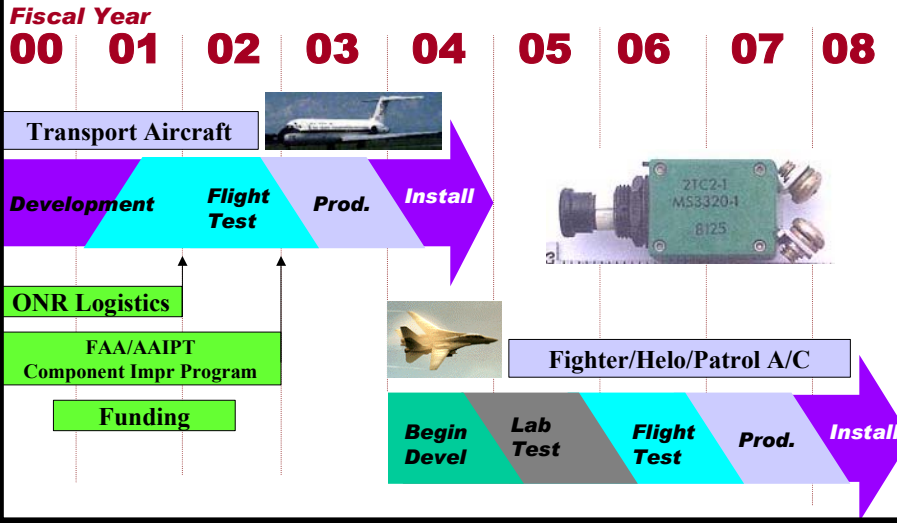 Fiscal Year
00 01 02 03 04 05 06 07 08
Transport Aircraft
Development
Flight
Test
Prod.
Install
2TC2-1
MS3320-1
8125
3
ONR Logistics
FAA/AAIPT
Component Impr Program
Funding
Fighter/Helo/Patrol A/C
Begin
Devel
Lab
Test
Flight
Test
Prod.
Install